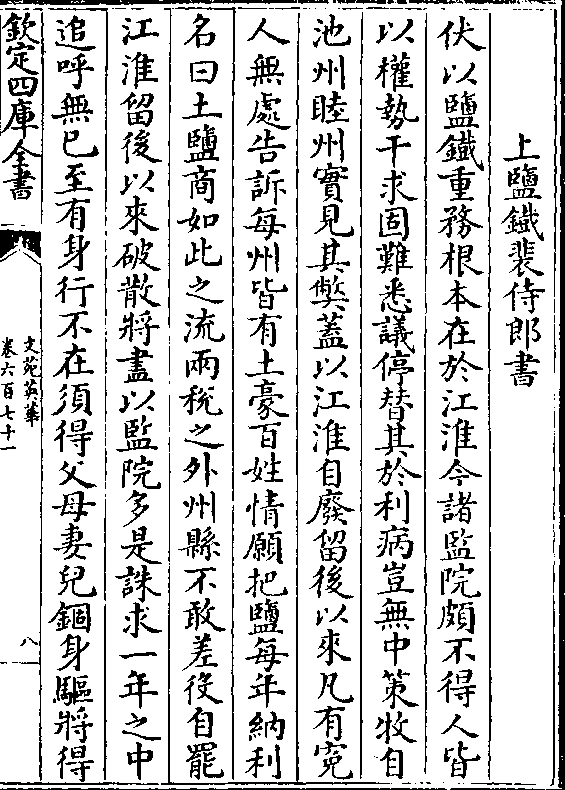 上鹽鐵裴侍郎書
伏以鹽鐵重務根本在於江淮今諸監院頗不得人皆
以權勢干求固難悉議停替其於利病豈無中策牧自
池州睦州實見其弊蓋以江淮自廢留後以來凡有寃
人無處告訴每州皆有土豪百姓情願把鹽每年納利
名曰土鹽商如此之流兩稅之外州縣不敢差役自罷
江淮留後以來破散將盡以監院多是誅求一年之中
追呼無已至有身行不在須得父母妻兒錮身驅將得
欽定四庫全書
文苑英華
卷六百七十一
八